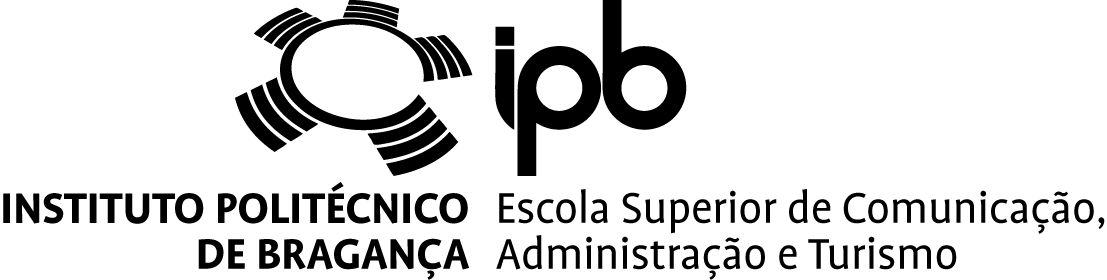 ipb
INSTITUTO POLITÉCNICO
DE BRAGANÇA
Escola Superior de Comunicação,
Administração e Turismo